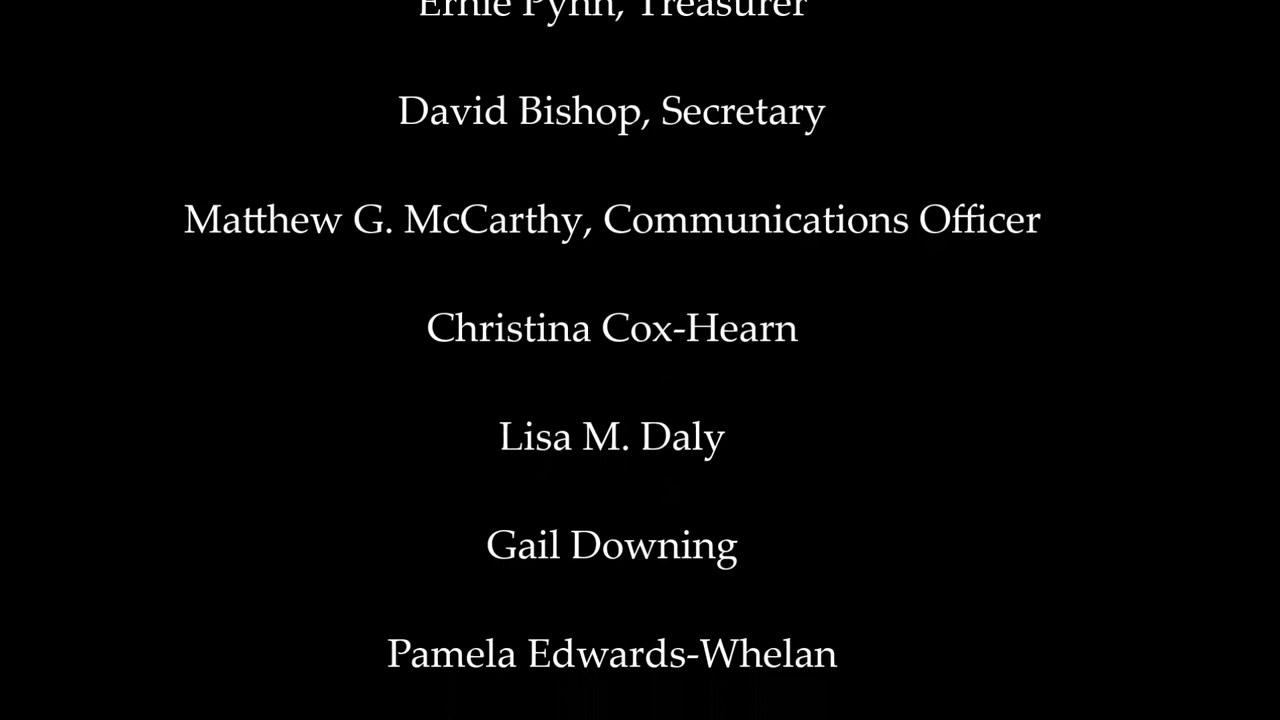 Ernie Pynn, Treasurer
David Bishop, Secretary
Matthew G. McCarthy, Communications Officer
Christina Cox-Hearn
Lisa M. Daly
Gail Downing
Pamela Edwards-Whelan